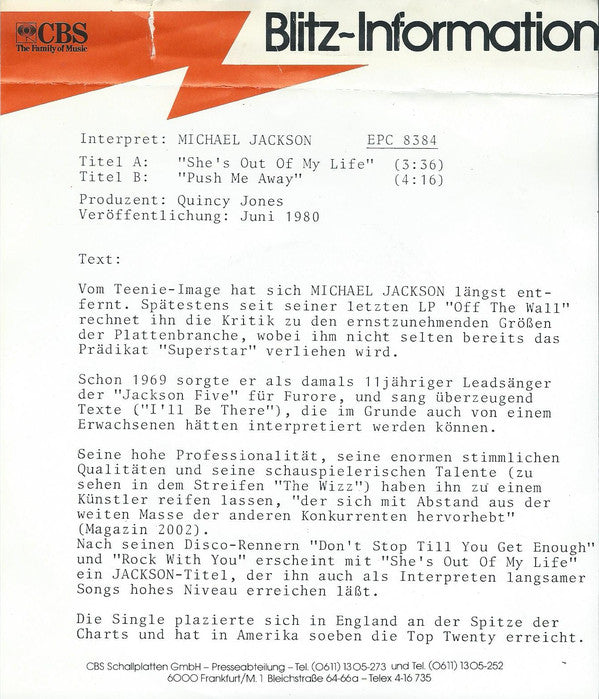 CBS
The Family of Music
Blitz-Information
Interpret: MICHAEL JACKSON EPC 8384
Titel A: "She's Out Of My Life" (3:36)
Titel B: "Push Me Away" (4:16)
Produzent: Quincy Jones
Veröffentlichung: Juni 1980
Text:
Vom Teenie-Image hat sich MICHAEL JACKSON längst ent-
fernt. Spätestens seit seiner letzten LP "Off The Wall"
rechnet ihn die Kritik zu den ernstzunehmenden Größen
der Plattenbranche, wobei ihm nicht selten bereits das
Prädikat "Superstar" verliehen wird.
Schon 1969 sorgte er als damals 11jähriger Leadsänger
der "Jackson Five" für Furore, und sang überzeugend
Texte ("I'll Be There"), die im Grunde auch von einem
Erwachsenen hätten interpretiert werden können.
Seine hohe Professionalität, seine enormen stimmlichen
Qualitäten und seine schauspielerischen Talente (zu
sehen in dem Streifen "The Wizz") haben ihn zu einem
Künstler reifen lassen, "der sich mit Abstand aus der
weiten Masse der anderen Konkurrenten hervorhebt"
(Magazin 2002).
Nach seinen Disco-Rennern "Don't Stop Till You Get Enough"
und "Rock With You" erscheint mit "She's Out Of My Life"
ein JACKSON-Titel, der ihn auch als Interpreten langsamer
Songs hohes Niveau erreichen läßt.
Die Single plazierte sich in England an der Spitze der
Charts und hat in Amerika soeben die Top Twenty erreicht.
CBS Schallplatten GmbH – Presseabteilung – Tel. (0611) 1305-273 und Tel. (0611) 1305-252
6000 Frankfurt/M. 1 Bleichstraße 64-66a – Telex 4-16 735